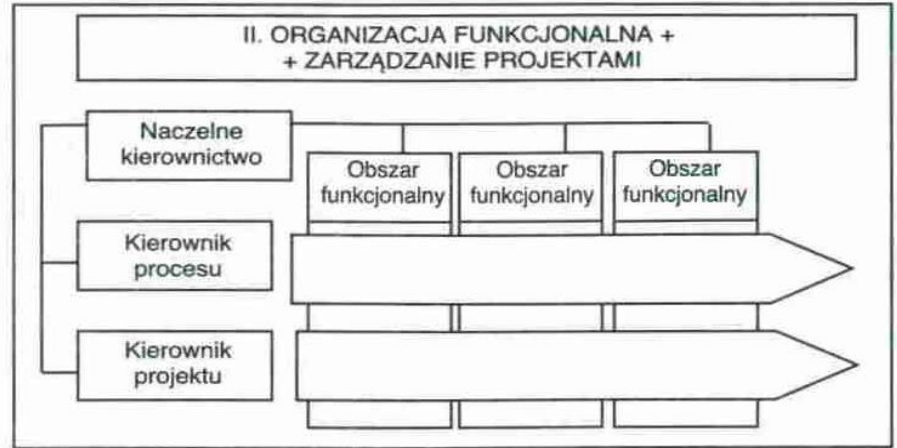 II. ORGANIZACJA FUNKCJONALNA +
+ ZARZĄDZANIE PROJEKTAMI
Naczelne
kierownictwo
Obszar
funkcjonalny
Obszar
funkcjonalny
Obszar
funkcjonalny
Kierownik
procesu
Kierownik
projektu